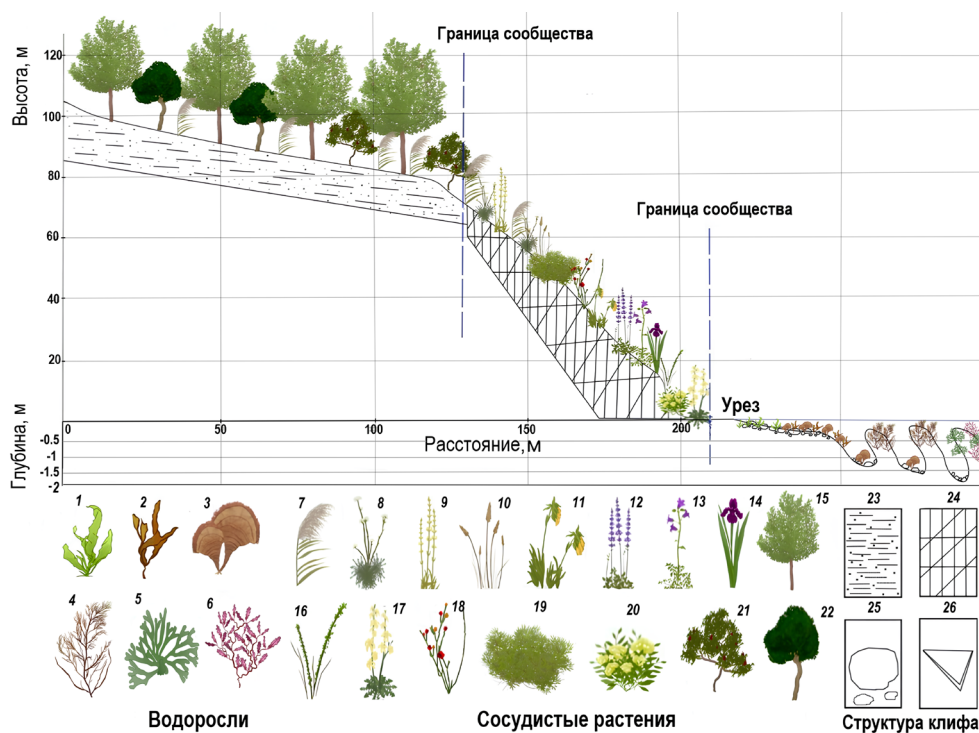 Граница сообщества
Высота, м
120
100
80
60
40
20
Граница сообщества
Урез
0
50
100
150
200
Расстояние, м
Глубина, м
-0.5
-1
-1.5
-2
1 2 3 7 8 9 10 11 12 13 14 15 23 24
4 5 6 16 17 18 19 20 21 22 25 26
Водоросли
Сосудистые растения
Структура клифа